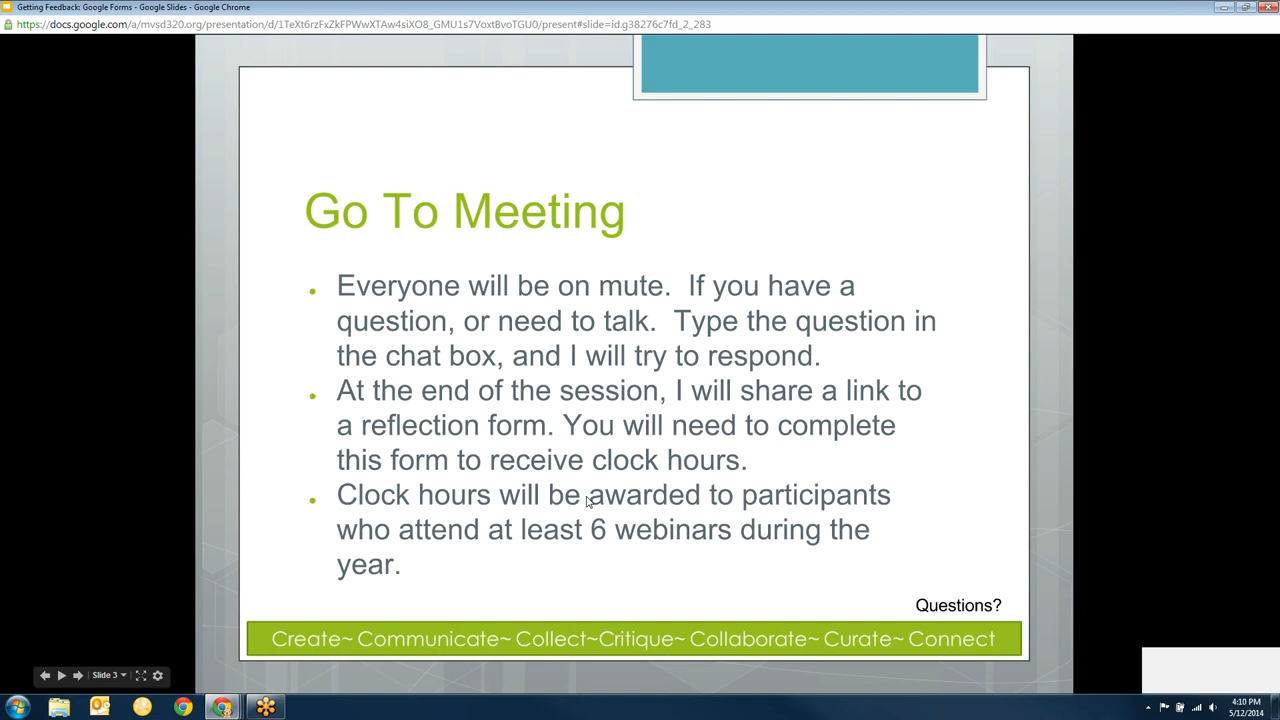 Getting Feedback: Google Forms - Google Slides - Google Chrome
https://docs.google.com/a/mvsd320.org/presentation/d/1TeXt6rzFxZkFPWwXTAw4siXO8_GMU1s7VoxtBvoTGU0/present#slide=id.g38276c7fd_2_283
Go To Meeting
• Everyone will be on mute.  If you have a
question, or need to talk.  Type the question in
the chat box, and I will try to respond.
• At the end of the session, I will share a link to
a reflection form. You will need to complete
this form to receive clock hours.
• Clock hours will be awarded to participants
who attend at least 6 webinars during the
year.
Questions?
Create~ Communicate~ Collect~Critique~ Collaborate~ Curate~ Connect
Slide 3
4:10 PM
5/12/2014